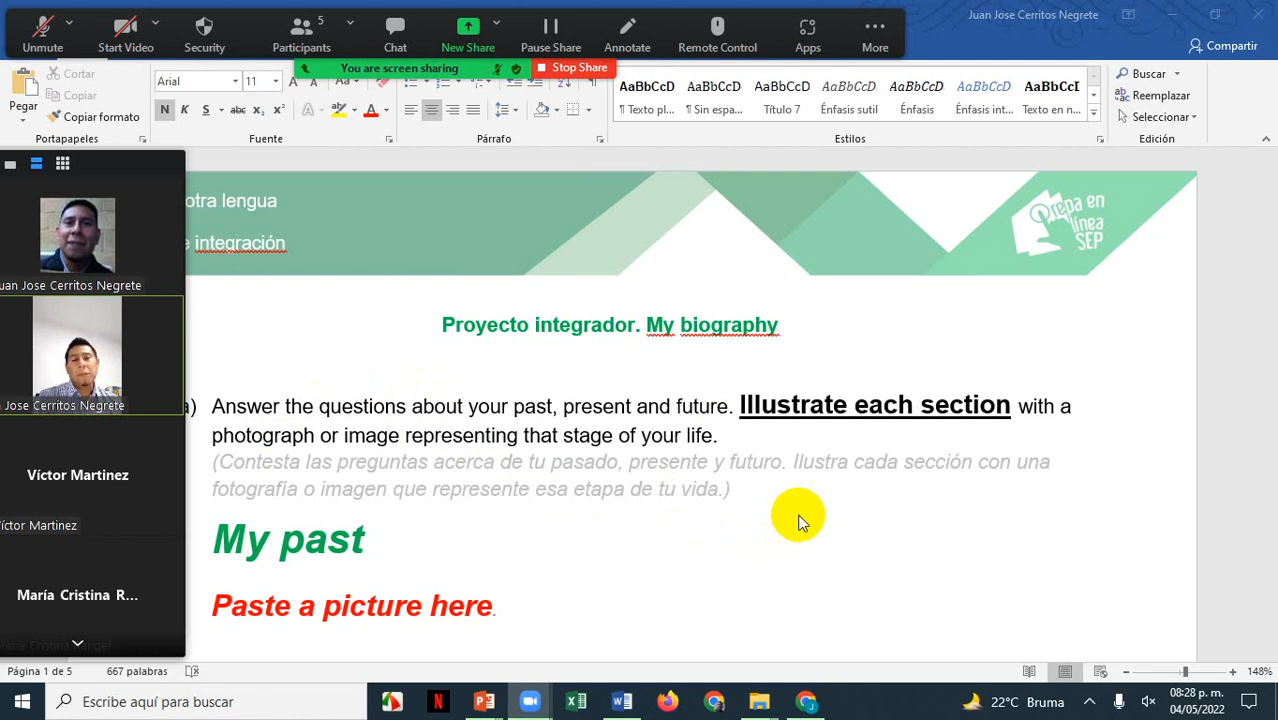 Juan Jose Cerritos Negrete
Unmute
Start Video
Security
Participants
5
Chat
New Share
Pause Share
Annotate
Remote Control
Apps
More
Compartir
You are screen sharing
Stop Share
Pegar
Cortar
Copiar
Copiar formato
Portapapeles
Arial
11
Fuente
Párrafo
AaBbCcI
¶ Texto pl...
AaBbCcD
¶ Sin espa...
AaBbCcD
Título 7
AaBbCcD
Énfasis
AaBbCcD
Énfasis int...
AaBbCcI
Texto en n...
Estilos
Buscar
Reemplazar
Seleccionar
Edición
otra lengua
integración
Prepa en
línea
SEP
uan Jose Cerritos Negrete
Jose Cerritos Negrete
Víctor Martinez
íctor Martinez
María Cristina R...
Proyecto integrador. My biography
a) Answer the questions about your past, present and future. Illustrate each section with a
photograph or image representing that stage of your life.
(Contesta las preguntas acerca de tu pasado, presente y futuro. Ilustra cada sección con una
fotografía o imagen que represente esa etapa de tu vida.)
My past
Paste a picture here.
Página 1 de 5
667 palabras
148%
Escribe aquí para buscar
22°C Bruma
08:28 p. m.
04/05/2022